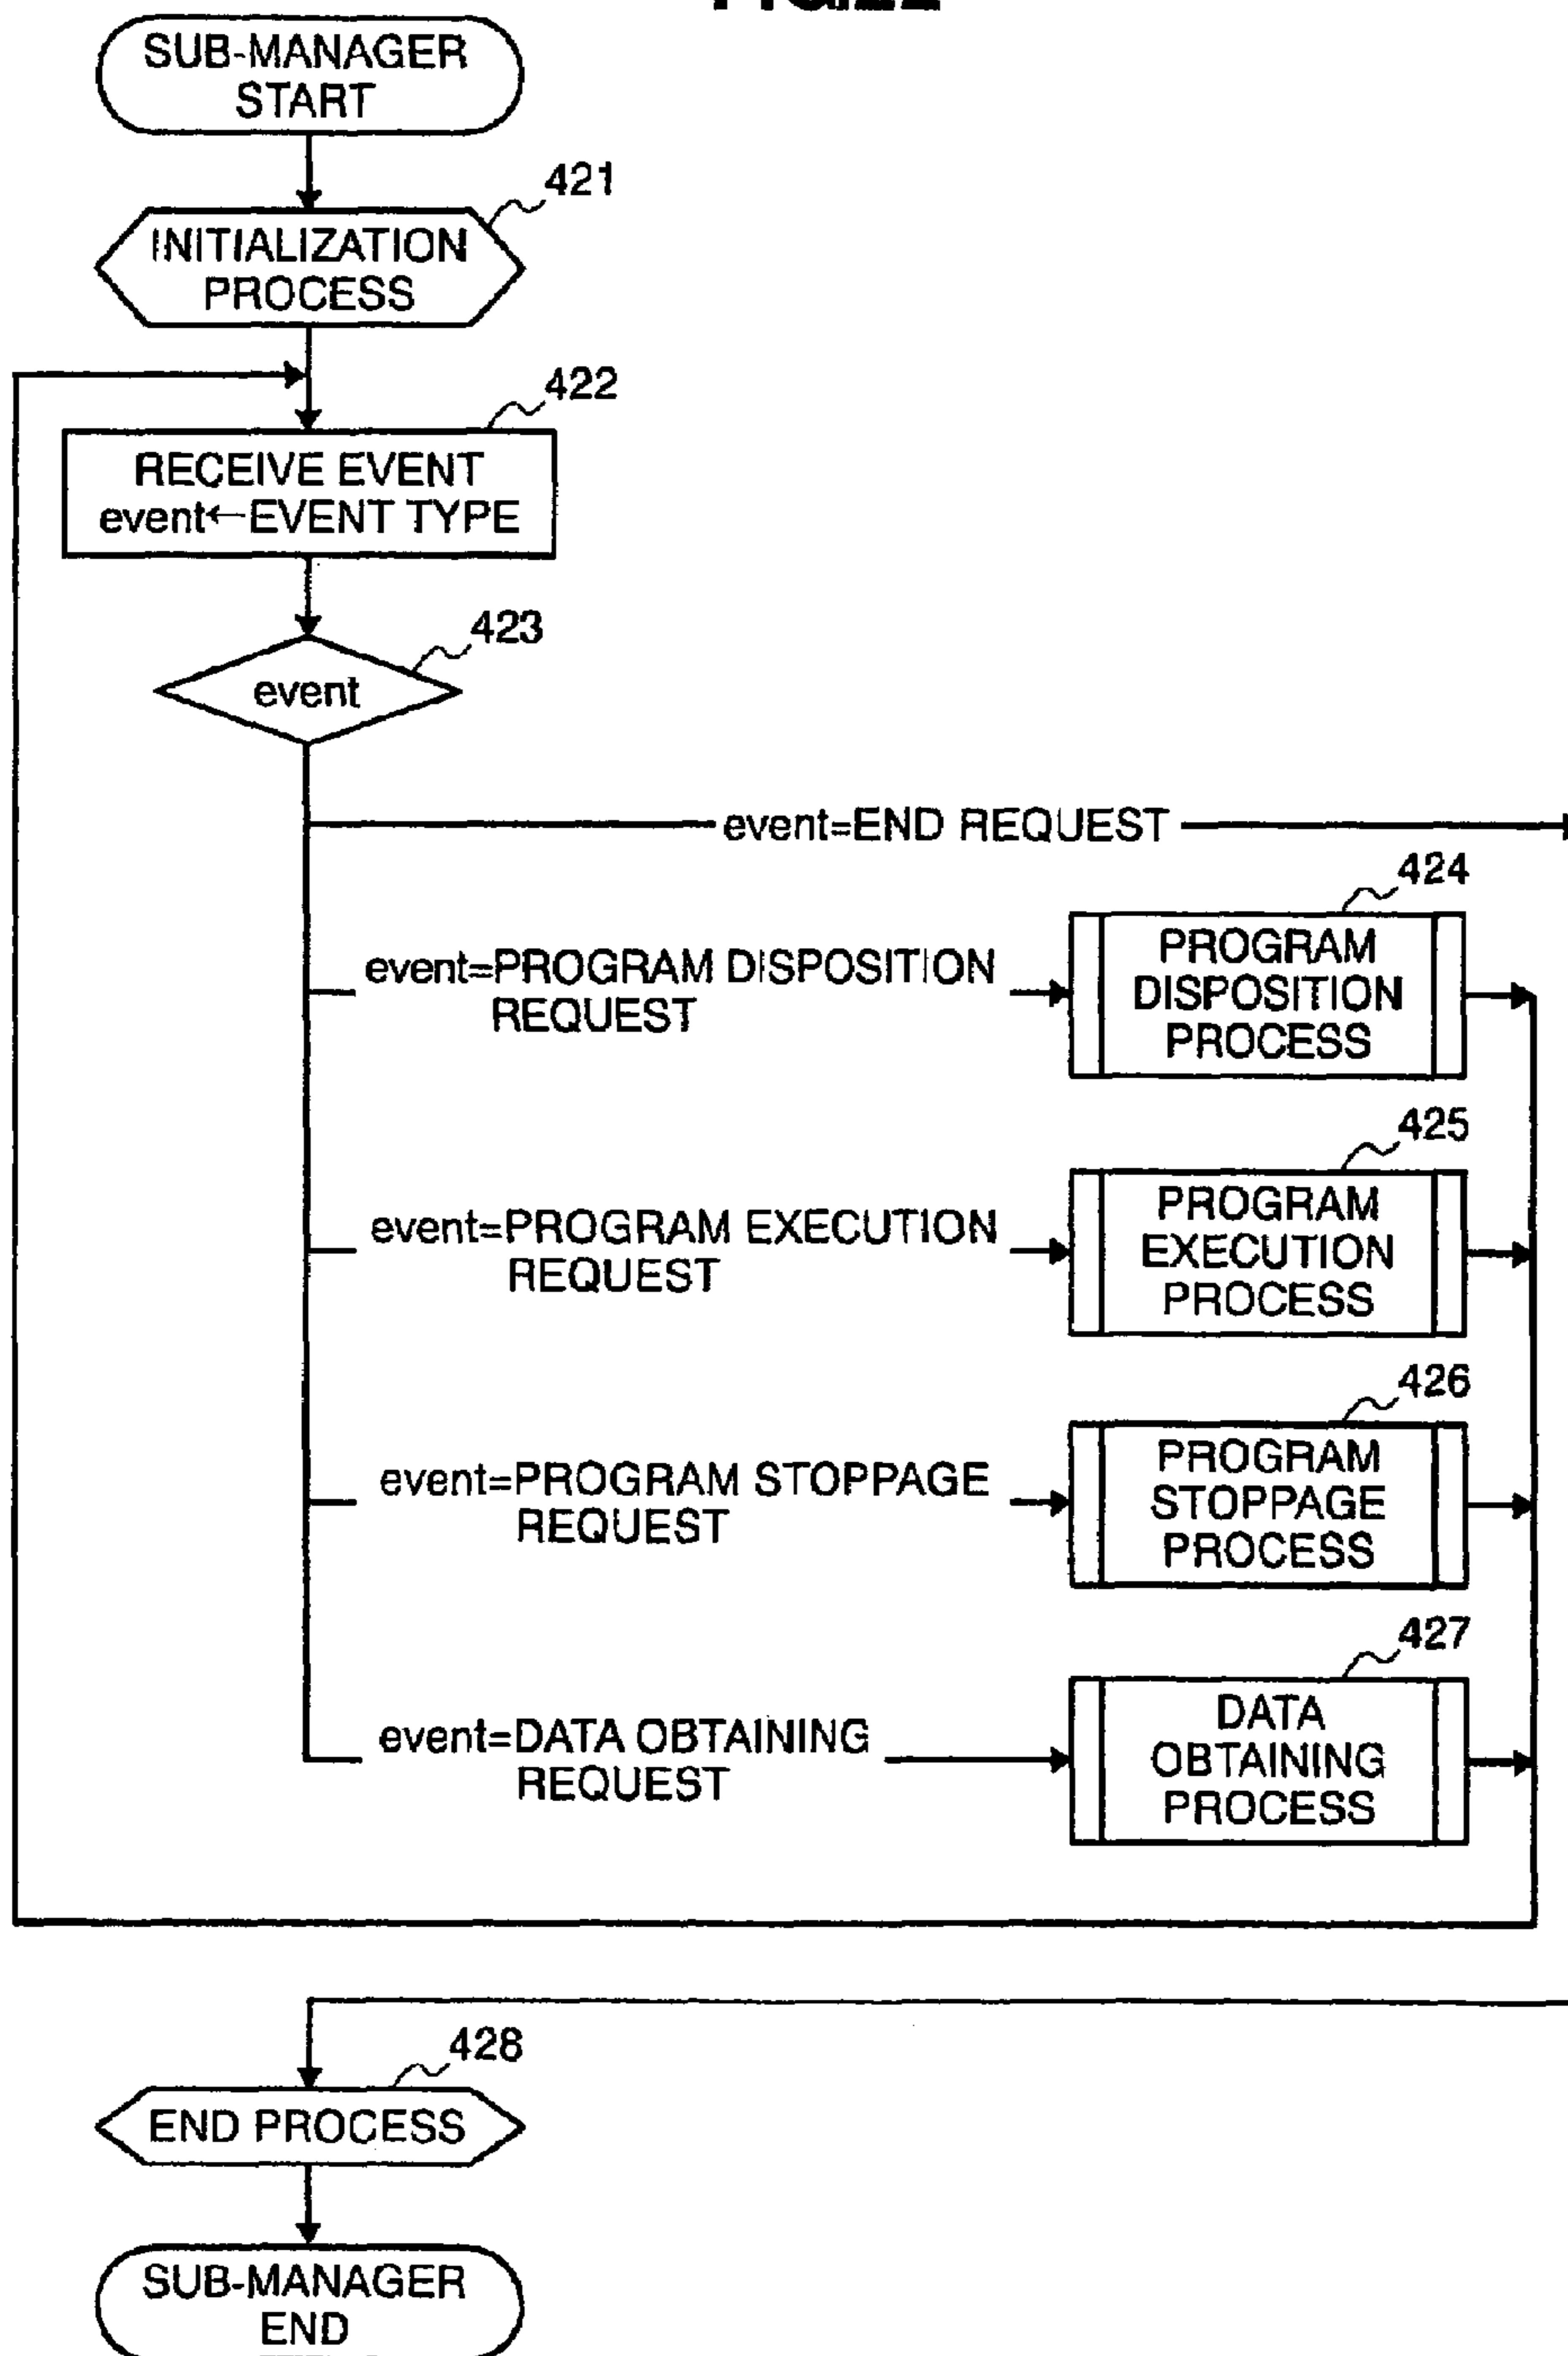 SUB-MANAGER
START
421
INITIALIZATION
PROCESS
422
RECEIVE EVENT
event←EVENT TYPE
423
event
event=END REQUEST
424
event=PROGRAM DISPOSITION
REQUEST
PROGRAM
DISPOSITION
PROCESS
425
event=PROGRAM EXECUTION
REQUEST
PROGRAM
EXECUTION
PROCESS
426
event=PROGRAM STOPPAGE
REQUEST
PROGRAM
STOPPAGE
PROCESS
427
event=DATA OBTAINING
REQUEST
DATA
OBTAINING
PROCESS
428
END PROCESS
SUB-MANAGER
END